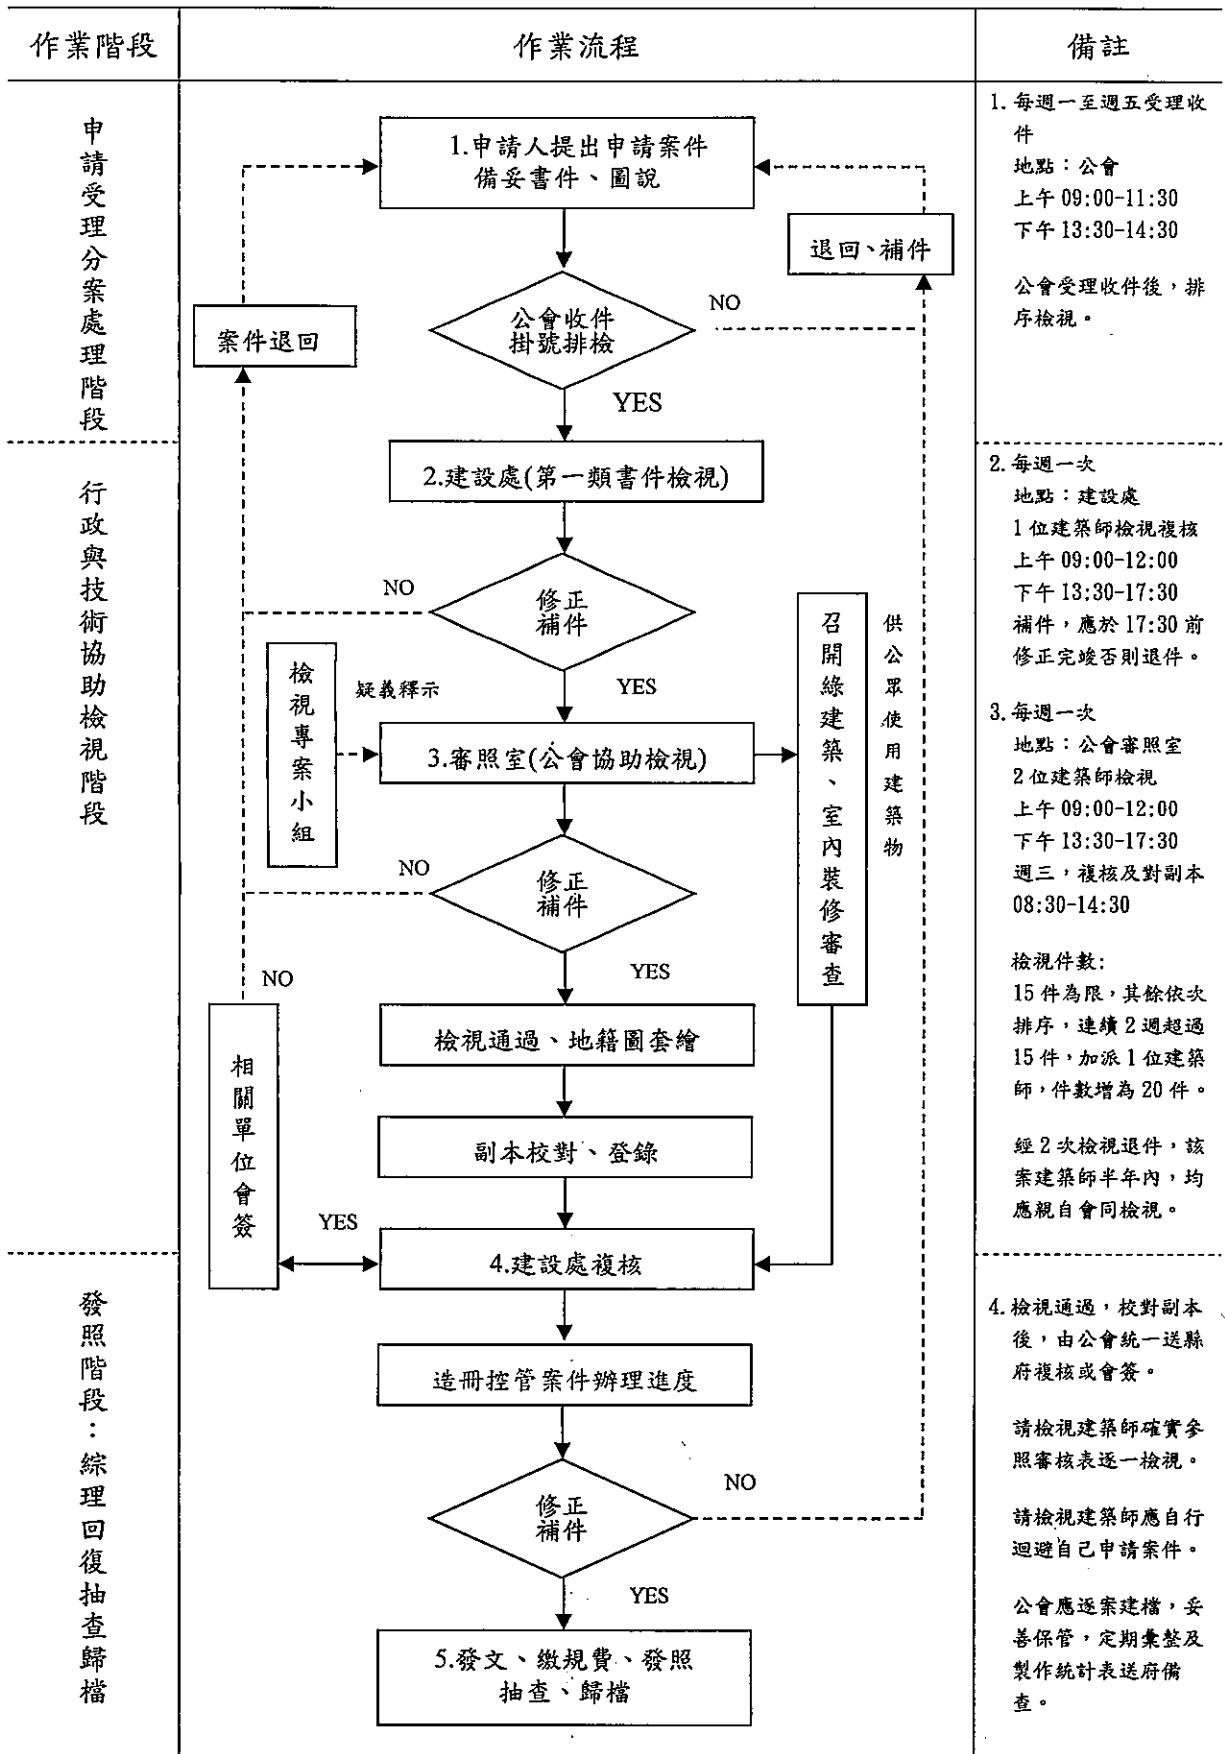 作業階段
作業流程
備註
申請受理分案處理階段
1.申請人提出申請案件
備妥書件、圖說
退回、補件
案件退回
公會收件
掛號排檢
NO
YES
1. 每週一至週五受理收
件
地點：公會
上午 09:00-11:30
下午 13:30-14:30
公會受理收件後，排
序檢視。
行政與技術協助檢視階段
2.建設處(第一類書件檢視)
修正
補件
NO
YES
檢視專案小組
疑義釋示
3.審照室(公會協助檢視)
召開綠建築、室內裝修審查
供公眾使用建築物
修正
補件
NO
YES
NO
檢視通過、地籍圖套繪
相關單位會簽
副本校對、登錄
YES
4.建設處複核
2. 每週一次
地點：建設處
1 位建築師檢視複核
上午 09:00-12:00
下午 13:30-17:30
補件，應於 17:30 前
修正完竣否則退件。
3. 每週一次
地點：公會審照室
2 位建築師檢視
上午 09:00-12:00
下午 13:30-17:30
週三，複核及對副本
08:30-14:30
檢視件數:
15 件為限，其餘依次
排序，連續 2 週超過
15 件，加派 1 位建築
師，件數增為 20 件。
經 2 次檢視退件，該
案建築師半年內，均
應親自會同檢視。
發照階段：綜理回復抽查歸檔
造冊控管案件辦理進度
修正
補件
NO
YES
5.發文、繳規費、發照
抽查、歸檔
4. 檢視通過，校對副本
後，由公會統一送縣
府複核或會簽。
請檢視建築師確實參
照審核表逐一檢視。
請檢視建築師應自行
迴避自己申請案件。
公會應逐案建檔，妥
善保管，定期彙整及
製作統計表送府備
查。